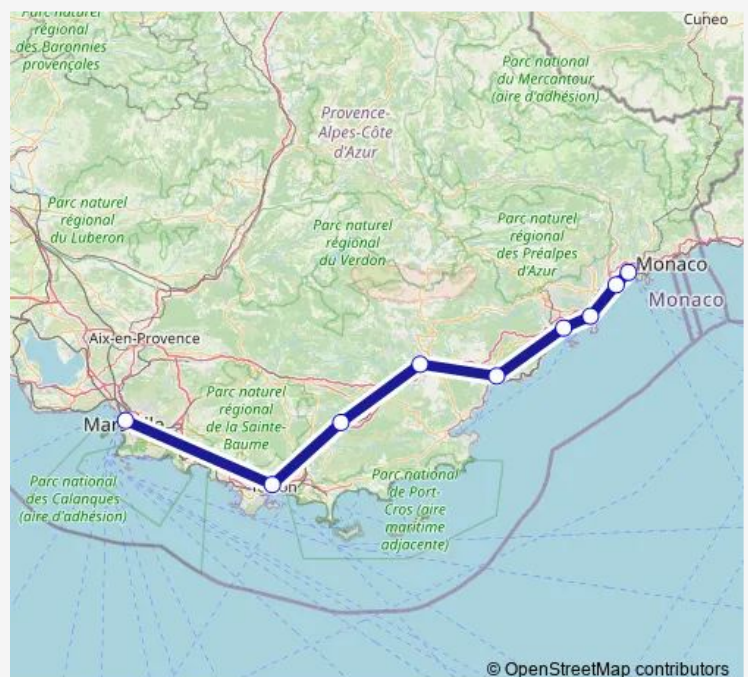 Parc naturel
régional
des Baronnies
provençales
Cuneo
Parc national
du Mercantour
(aire d'adhésion)
Provence-
Alpes-Côte
d'Azur
Parc naturel
régional
du Luberon
Parc naturel
régional
du Verdon
Parc naturel
régional
des Préalpes
d'Azur
Monaco
Monaco
Aix-en-Provence
Parc naturel
régional
de la Sainte-
Baume
Parc national
des Calanques
(aire d'adhésion)
Parc national
de Port-
Cros (aire
maritime
adjacente)
© OpenStreetMap contributors